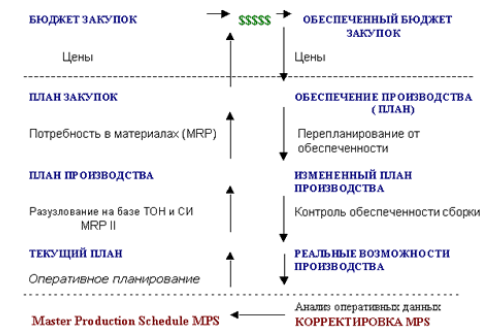 БЮДЖЕТ ЗАКУПОК
$$$$$
ОБЕСПЕЧЕННЫЙ БЮДЖЕТ
ЗАКУПОК
Цены
Цены
ПЛАН ЗАКУПОК
ОБЕСПЕЧЕНИЕ ПРОИЗВОДСТВА
( ПЛАН)
Потребность в материалах (MRP)
Перепланирование от
обеспеченности
ПЛАН ПРОИЗВОДСТВА
ИЗМЕНЕННЫЙ ПЛАН
ПРОИЗВОДСТВА
Разузлование на базе ТОН и СИ
MRP II
Контроль обеспеченности сборки
ТЕКУЩИЙ ПЛАН
РЕАЛЬНЫЕ ВОЗМОЖНОСТИ
ПРОИЗВОДСТВА
Оперативное планирование
Master Production Schedule MPS
Анализ оперативных данных
КОРРЕКТИРОВКА MPS